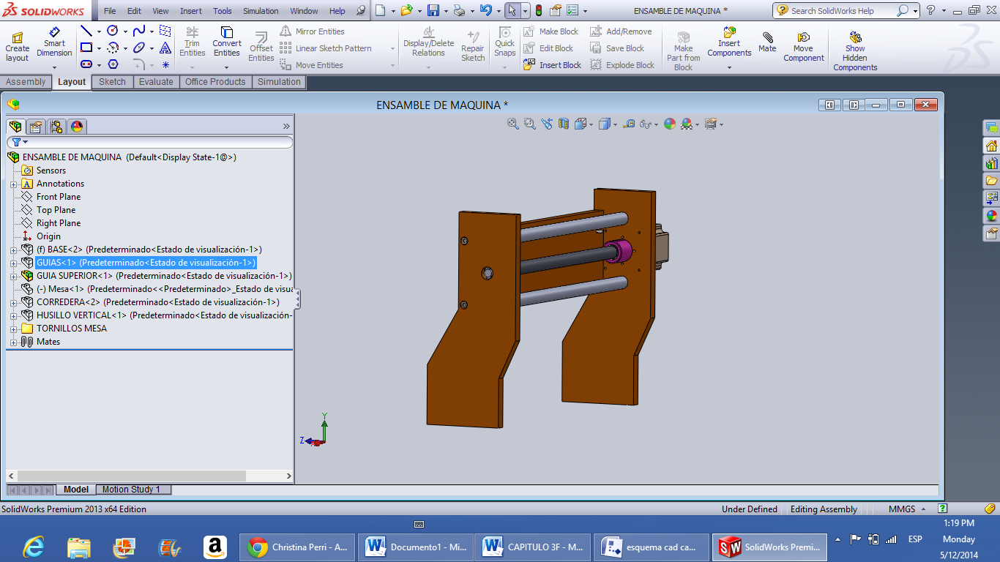 SOLIDWORKS File Edit View Insert Tools Simulation Window Help ENSAMBLE DE MAQUINA * Search SolidWorks Help
Create layout
Smart Dimension
Trim Entities
Convert Entities
Offset Entities
Mirror Entities
Linear Sketch Pattern
Move Entities
Display/Delete Relations
Repair Sketch
Quick Snaps
Make Block
Edit Block
Insert Block
Add/Remove
Save Block
Explode Block
Make Part from Block
Insert Components
Mate
Move Component
Show Hidden Components
Assembly Layout Sketch Evaluate Office Products Simulation
ENSAMBLE DE MAQUINA *
ENSAMBLE DE MAQUINA (Default<Display State-1@>)
Sensors
A Annotations
Front Plane
Top Plane
Right Plane
Origin
(f) BASE<2> (Predeterminado<Estado de visualización-1>)
GUIAS<1> (Predeterminado<Estado de visualización-1>)
GUIA SUPERIOR<1> (Predeterminado<Estado de visualización-1>)
(-) Mesa<1> (Predeterminado<<Predeterminado>_Estado de visua
CORREDERA<2> (Predeterminado<Estado de visualización-1>)
HUSILLO VERTICAL<1> (Predeterminado<Estado de visualización-
TORNILLOS MESA
Mates
Y
Z
Model Motion Study 1
SolidWorks Premium 2013 x64 Edition Under Defined Editing Assembly MMGS
Christina Perri - A... Documento1 - Mi... CAPITULO 3F - M... esquema cad ca... SolidWorks Premi... ESP
1:19 PM
Monday
5/12/2014